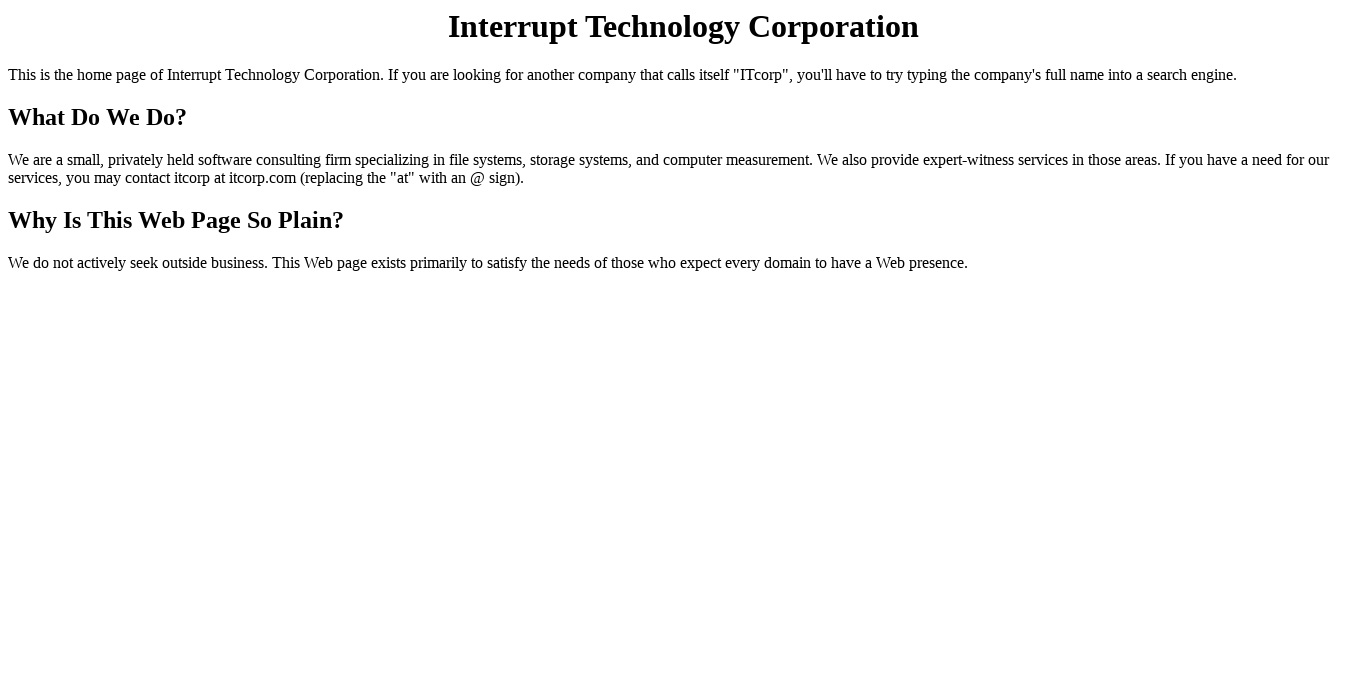 Interrupt Technology Corporation
This is the home page of Interrupt Technology Corporation. If you are looking for another company that calls itself "ITcorp", you'll have to try typing the company's full name into a search engine.
What Do We Do?
We are a small, privately held software consulting firm specializing in file systems, storage systems, and computer measurement. We also provide expert-witness services in those areas. If you have a need for our
services, you may contact itcorp at itcorp.com (replacing the "at" with an @ sign).
Why Is This Web Page So Plain?
We do not actively seek outside business. This Web page exists primarily to satisfy the needs of those who expect every domain to have a Web presence.